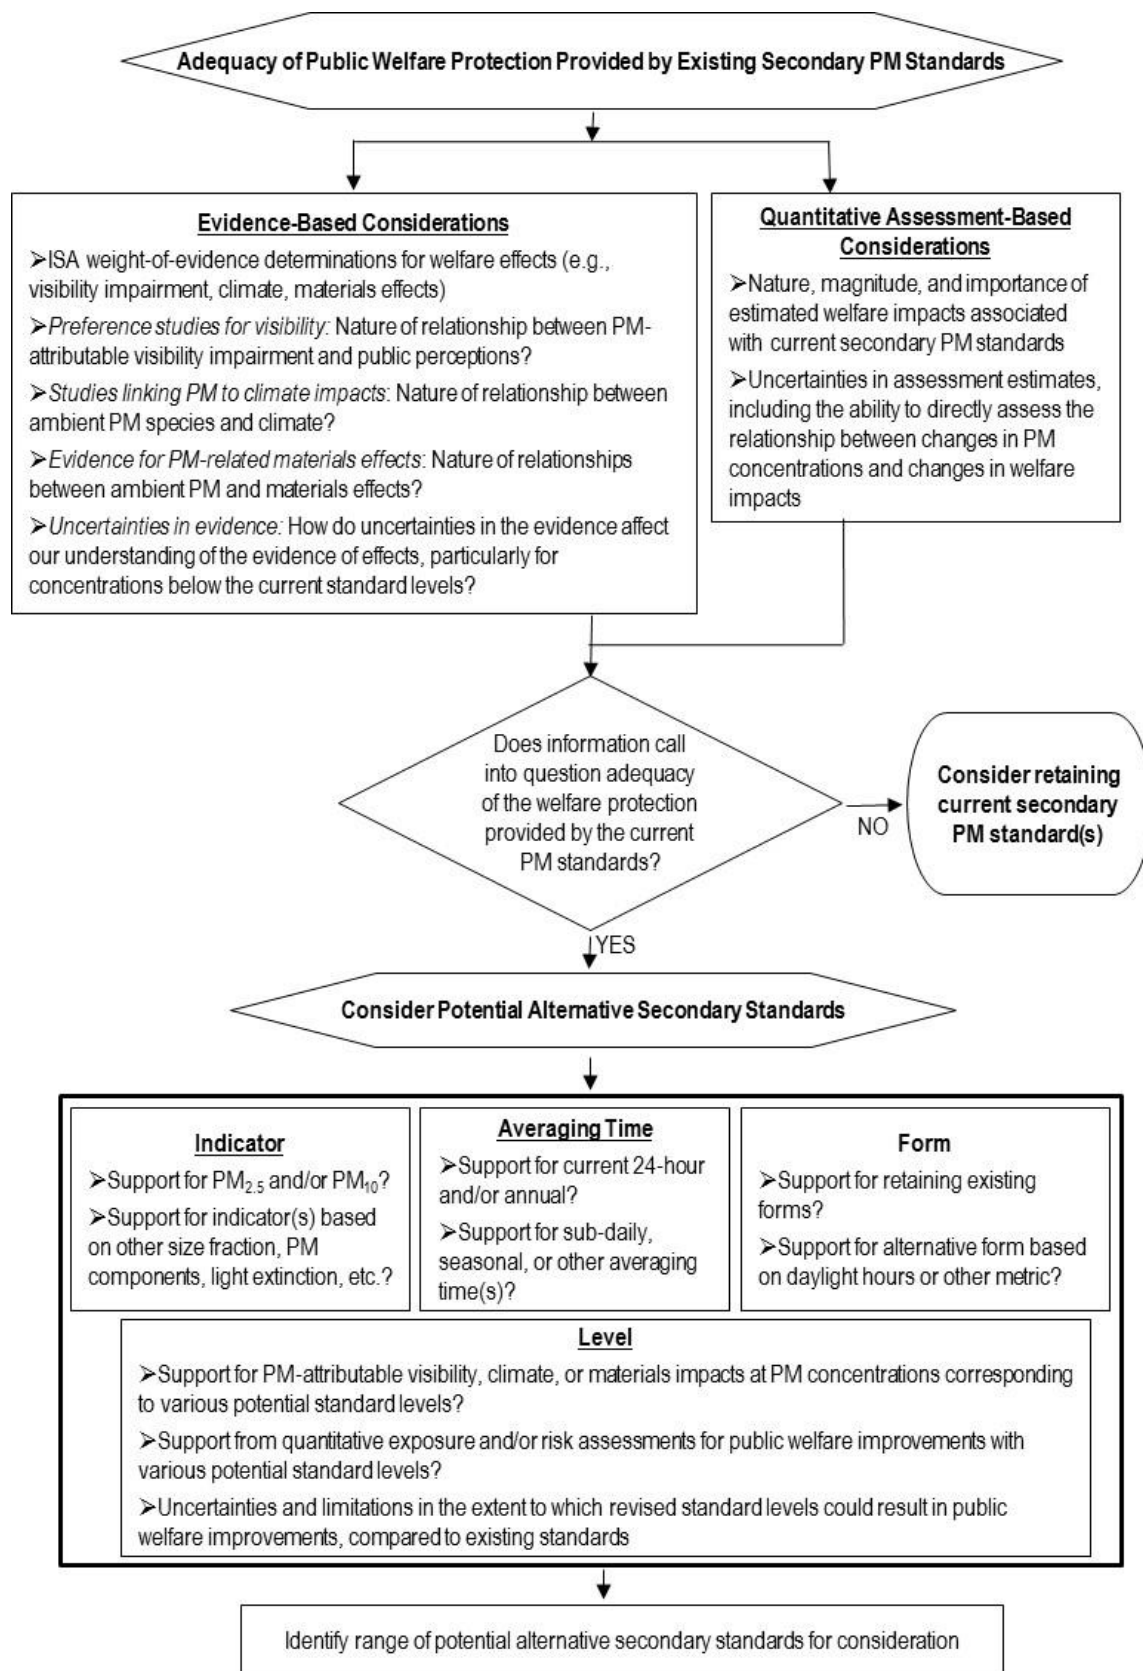 Adequacy of Public Welfare Protection Provided by Existing Secondary PM Standards
Evidence-Based Considerations
➢ISA weight-of-evidence determinations for welfare effects (e.g.,
visibility impairment, climate, materials effects)
➢Preference studies for visibility: Nature of relationship between PM-
attributable visibility impairment and public perceptions?
➢Studies linking PM to climate impacts: Nature of relationship between
ambient PM species and climate?
➢Evidence for PM-related materials effects: Nature of relationships
between ambient PM and materials effects?
➢Uncertainties in evidence: How do uncertainties in the evidence affect
our understanding of the evidence of effects, particularly for
concentrations below the current standard levels?
Quantitative Assessment-Based
Considerations
➢Nature, magnitude, and importance of
estimated welfare impacts associated
with current secondary PM standards
➢Uncertainties in assessment estimates,
including the ability to directly assess the
relationship between changes in PM
concentrations and changes in welfare
impacts
Does information call
into question adequacy
of the welfare protection
provided by the current
PM standards?
NO
Consider retaining
current secondary
PM standard(s)
YES
Consider Potential Alternative Secondary Standards
Indicator
➢Support for PM2.5 and/or PM10?
➢Support for indicator(s) based
on other size fraction, PM
components, light extinction, etc.?
Averaging Time
➢Support for current 24-hour
and/or annual?
➢Support for sub-daily,
seasonal, or other averaging
time(s)?
Form
➢Support for retaining existing
forms?
➢Support for alternative form based
on daylight hours or other metric?
Level
➢Support for PM-attributable visibility, climate, or materials impacts at PM concentrations corresponding
to various potential standard levels?
➢Support from quantitative exposure and/or risk assessments for public welfare improvements with
various potential standard levels?
➢Uncertainties and limitations in the extent to which revised standard levels could result in public
welfare improvements, compared to existing standards
Identify range of potential alternative secondary standards for consideration